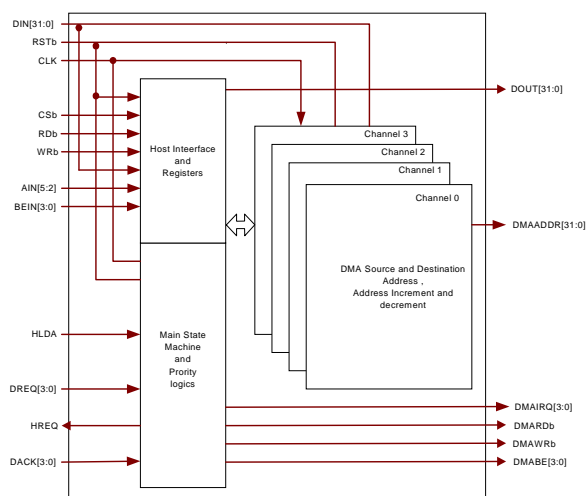 DIN[31:0]
RSTb
CLK
CSb
RDb
WRb
AIN[5:2]
BEIN[3:0]
HLDA
DREQ[3:0]
HREQ
DACK[3:0]
Host Inteerface
and
Registers
Main State
Machine
and
Prority
logics
Channel 3
Channel 2
Channel 1
Channel 0
DMA Source and Destination
Address ,
Address Increment and
decrement
DOUT[31:0]
DMAADDR[31:0]
DMAIRQ[3:0]
DMARDb
DMAWRb
DMABE[3:0]